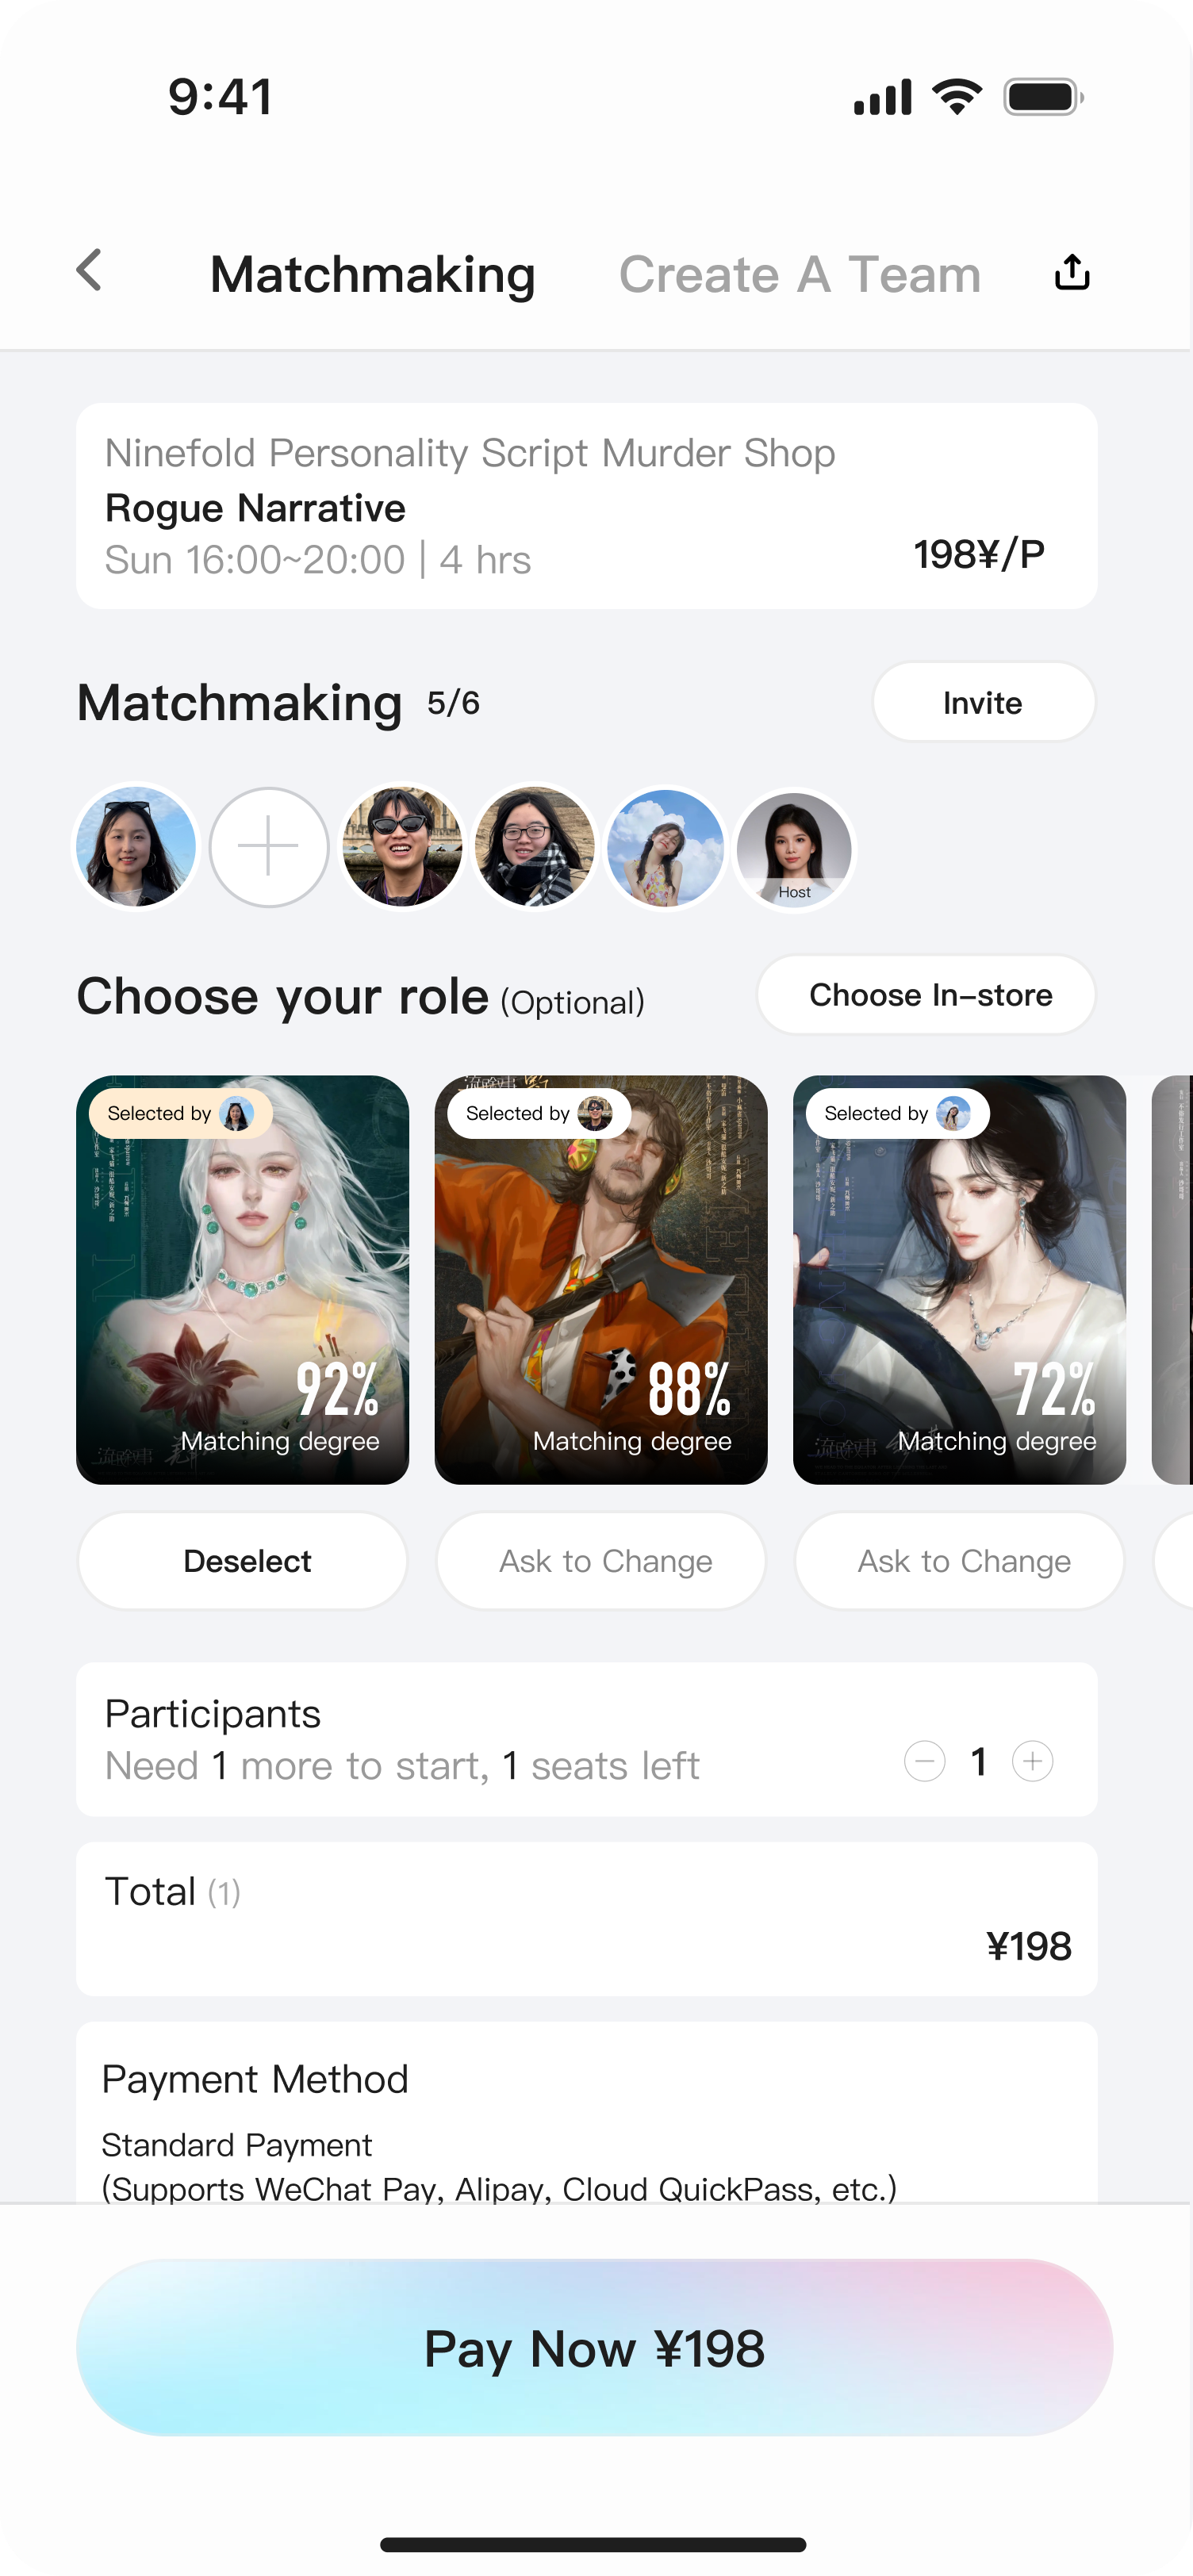 9:41
Matchmaking
Create A Team
Ninefold Personality Script Murder Shop
Rogue Narrative
Sun 16:00~20:00 | 4 hrs
198¥/P
Matchmaking 5/6
Invite
Host
Choose your role (Optional)
Choose In-store
Selected by
Selected by
Selected by
92%
Matching degree
88%
Matching degree
72%
Matching degree
Deselect
Ask to Change
Ask to Change
Participants
Need 1 more to start, 1 seats left
1
Total (1)
¥198
Payment Method
Standard Payment
(Supports WeChat Pay, Alipay, Cloud QuickPass, etc.)
Pay Now ¥198